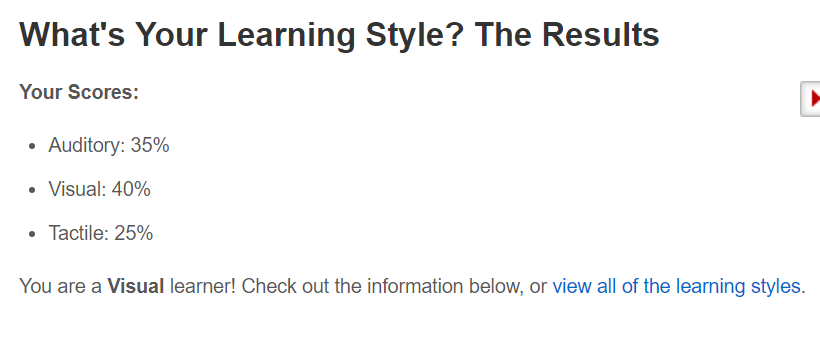 What's Your Learning Style? The Results
Your Scores:
• Auditory: 35%
• Visual: 40%
• Tactile: 25%
You are a Visual learner! Check out the information below, or view all of the learning styles.